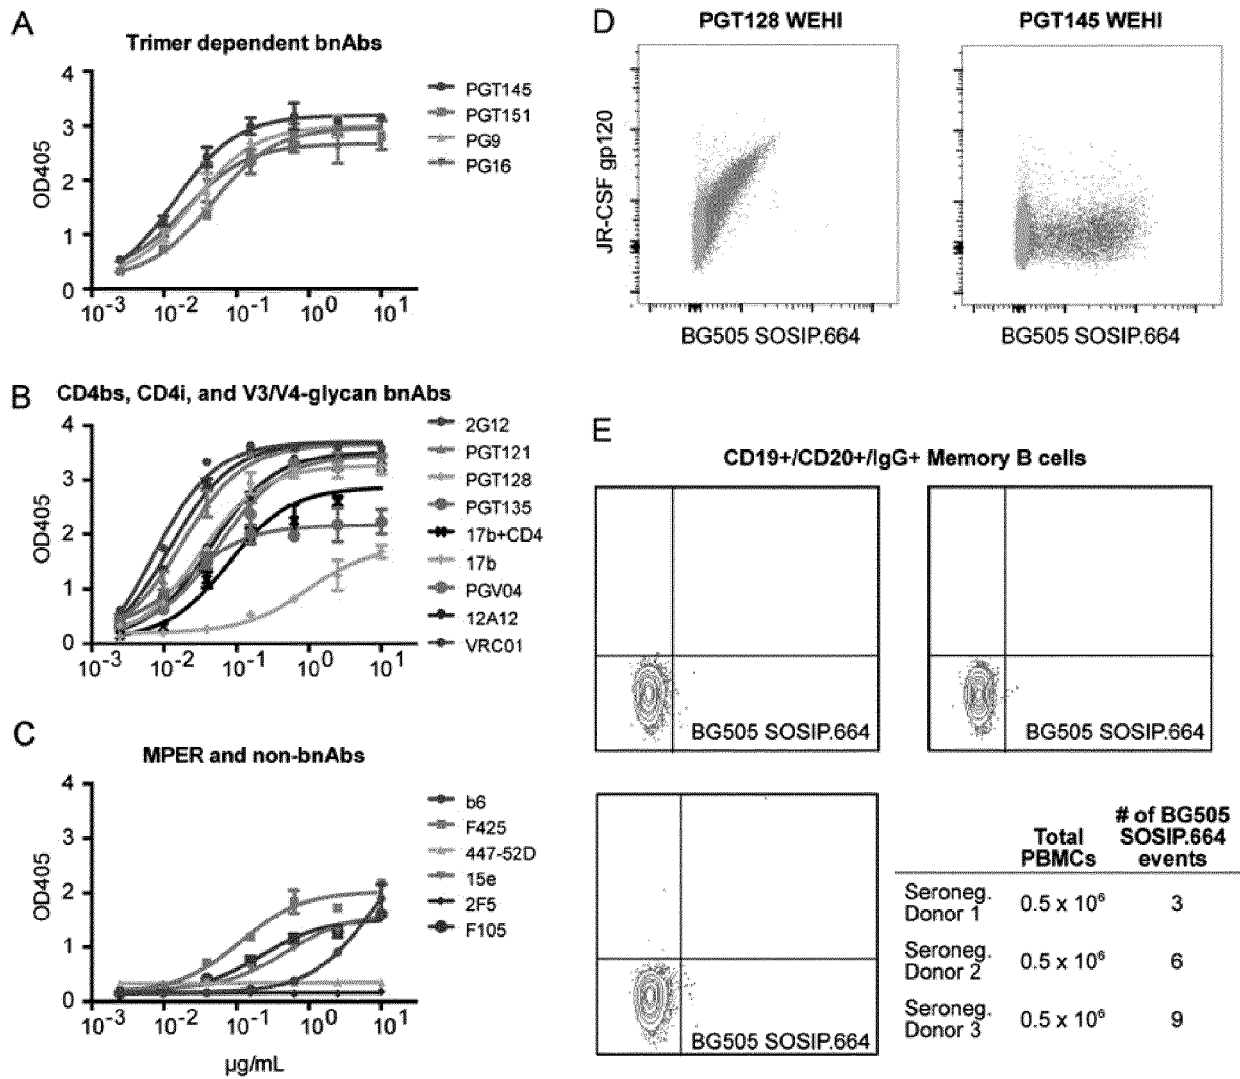 A
Trimer dependent bnAbs
4
3
2
1
0
OD405
10-3
10-2
10-1
100
101
PGT145
PGT151
PG9
PG16
B
CD4bs, CD4i, and V3/V4-glycan bnAbs
4
3
2
1
0
OD405
10-3
10-2
10-1
100
101
2G12
PGT121
PGT128
PGT135
17b+CD4
17b
PGV04
12A12
VRC01
C
MPER and non-bnAbs
4
3
2
1
0
OD405
10-3
10-2
10-1
100
101
µg/mL
b6
F425
447-52D
15e
2F5
F105
D
PGT128 WEHI
PGT145 WEHI
JR-CSF gp120
BG505 SOSIP.664
BG505 SOSIP.664
E
CD19+/CD20+/IgG+ Memory B cells
BG505 SOSIP.664
BG505 SOSIP.664
BG505 SOSIP.664
Total PBMCs
# of BG505 SOSIP.664 events
Seroneg. Donor 1 0.5 x 10⁶ 3
Seroneg. Donor 2 0.5 x 10⁶ 6
Seroneg. Donor 3 0.5 x 10⁶ 9